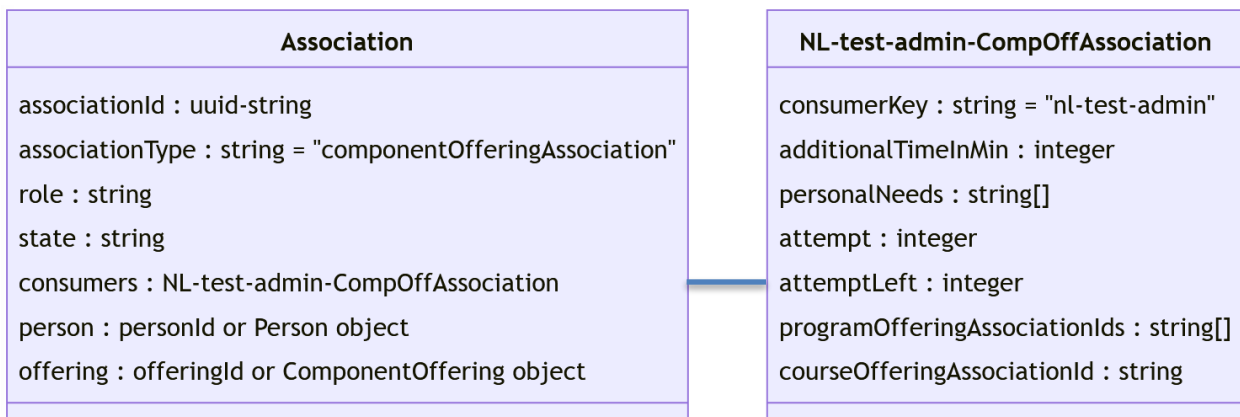 Association
associationId : uuid-string
associationType : string = "componentOfferingAssociation"
role : string
state : string
consumers : NL-test-admin-CompOffAssociation
person : personId or Person object
offering : offeringId or ComponentOffering object
NL-test-admin-CompOffAssociation
consumerKey : string = "nl-test-admin"
additionalTimeInMin : integer
personalNeeds : string[]
attempt : integer
attemptLeft : integer
programOfferingAssociationIds : string[]
courseOfferingAssociationId : string